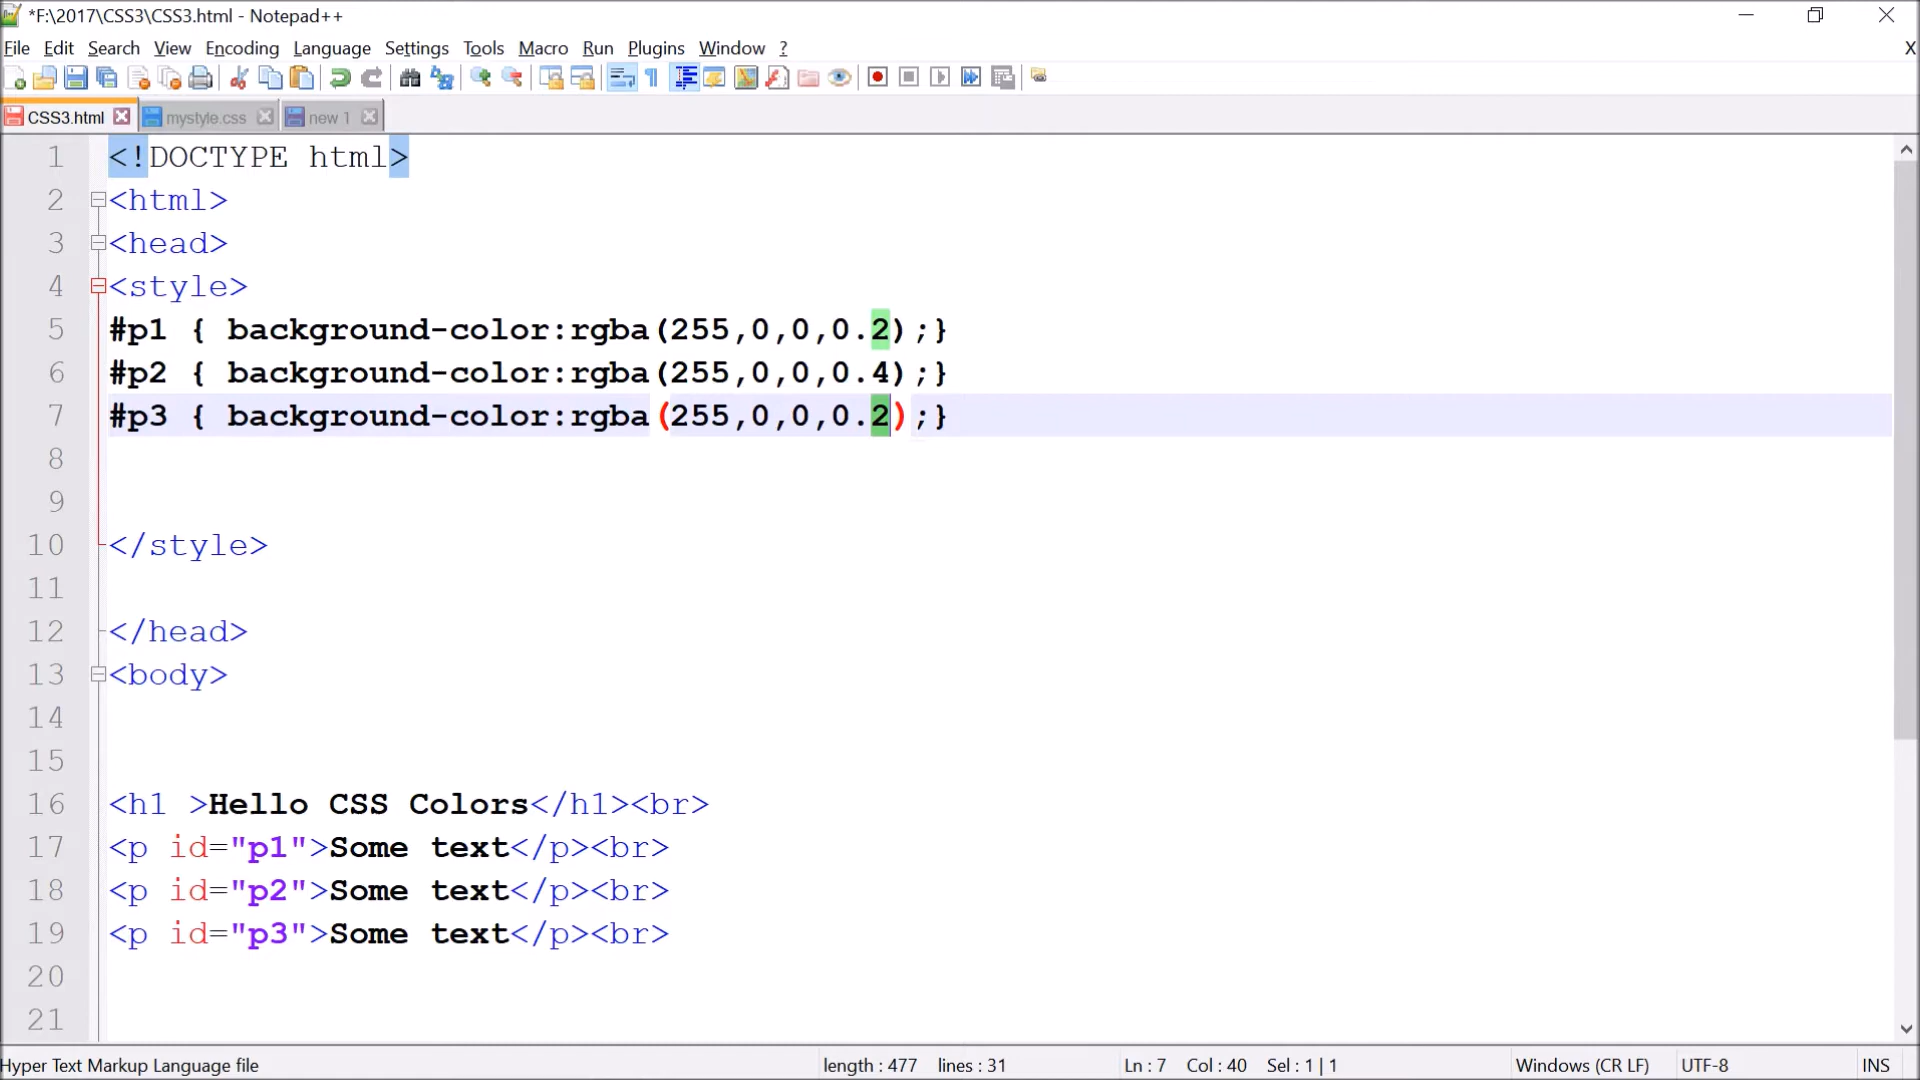 *F:\2017\CSS3\CSS3.html - Notepad++
File Edit Search View Encoding Language Settings Tools Macro Run Plugins Window ? X
CSS3.html mystyle.css new 1
1 <!DOCTYPE html>
2 <html>
3 <head>
4 <style>
5 #p1 { background-color:rgba(255,0,0,0.2);}
6 #p2 { background-color:rgba(255,0,0,0.4);}
7 #p3 { background-color:rgba(255,0,0,0.2);}
8
9
10 </style>
11
12 </head>
13 <body>
14
15
16 <h1 >Hello CSS Colors</h1><br>
17 <p id="p1">Some text</p><br>
18 <p id="p2">Some text</p><br>
19 <p id="p3">Some text</p><br>
20
21
Hyper Text Markup Language file length : 477 lines : 31 Ln : 7 Col : 40 Sel : 1 | 1 Windows (CR LF) UTF-8 INS